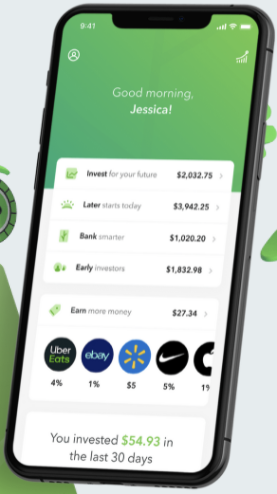 9:41
Good morning,
Jessica!
Invest for your future $2,032.75
Later starts today $3,942.25
Bank smarter $1,020.20
Early investors $1,832.98
Earn more money $27.34
Uber
Eats
ebay
4% 1% $5 5% 1%
You invested $54.93 in
the last 30 days